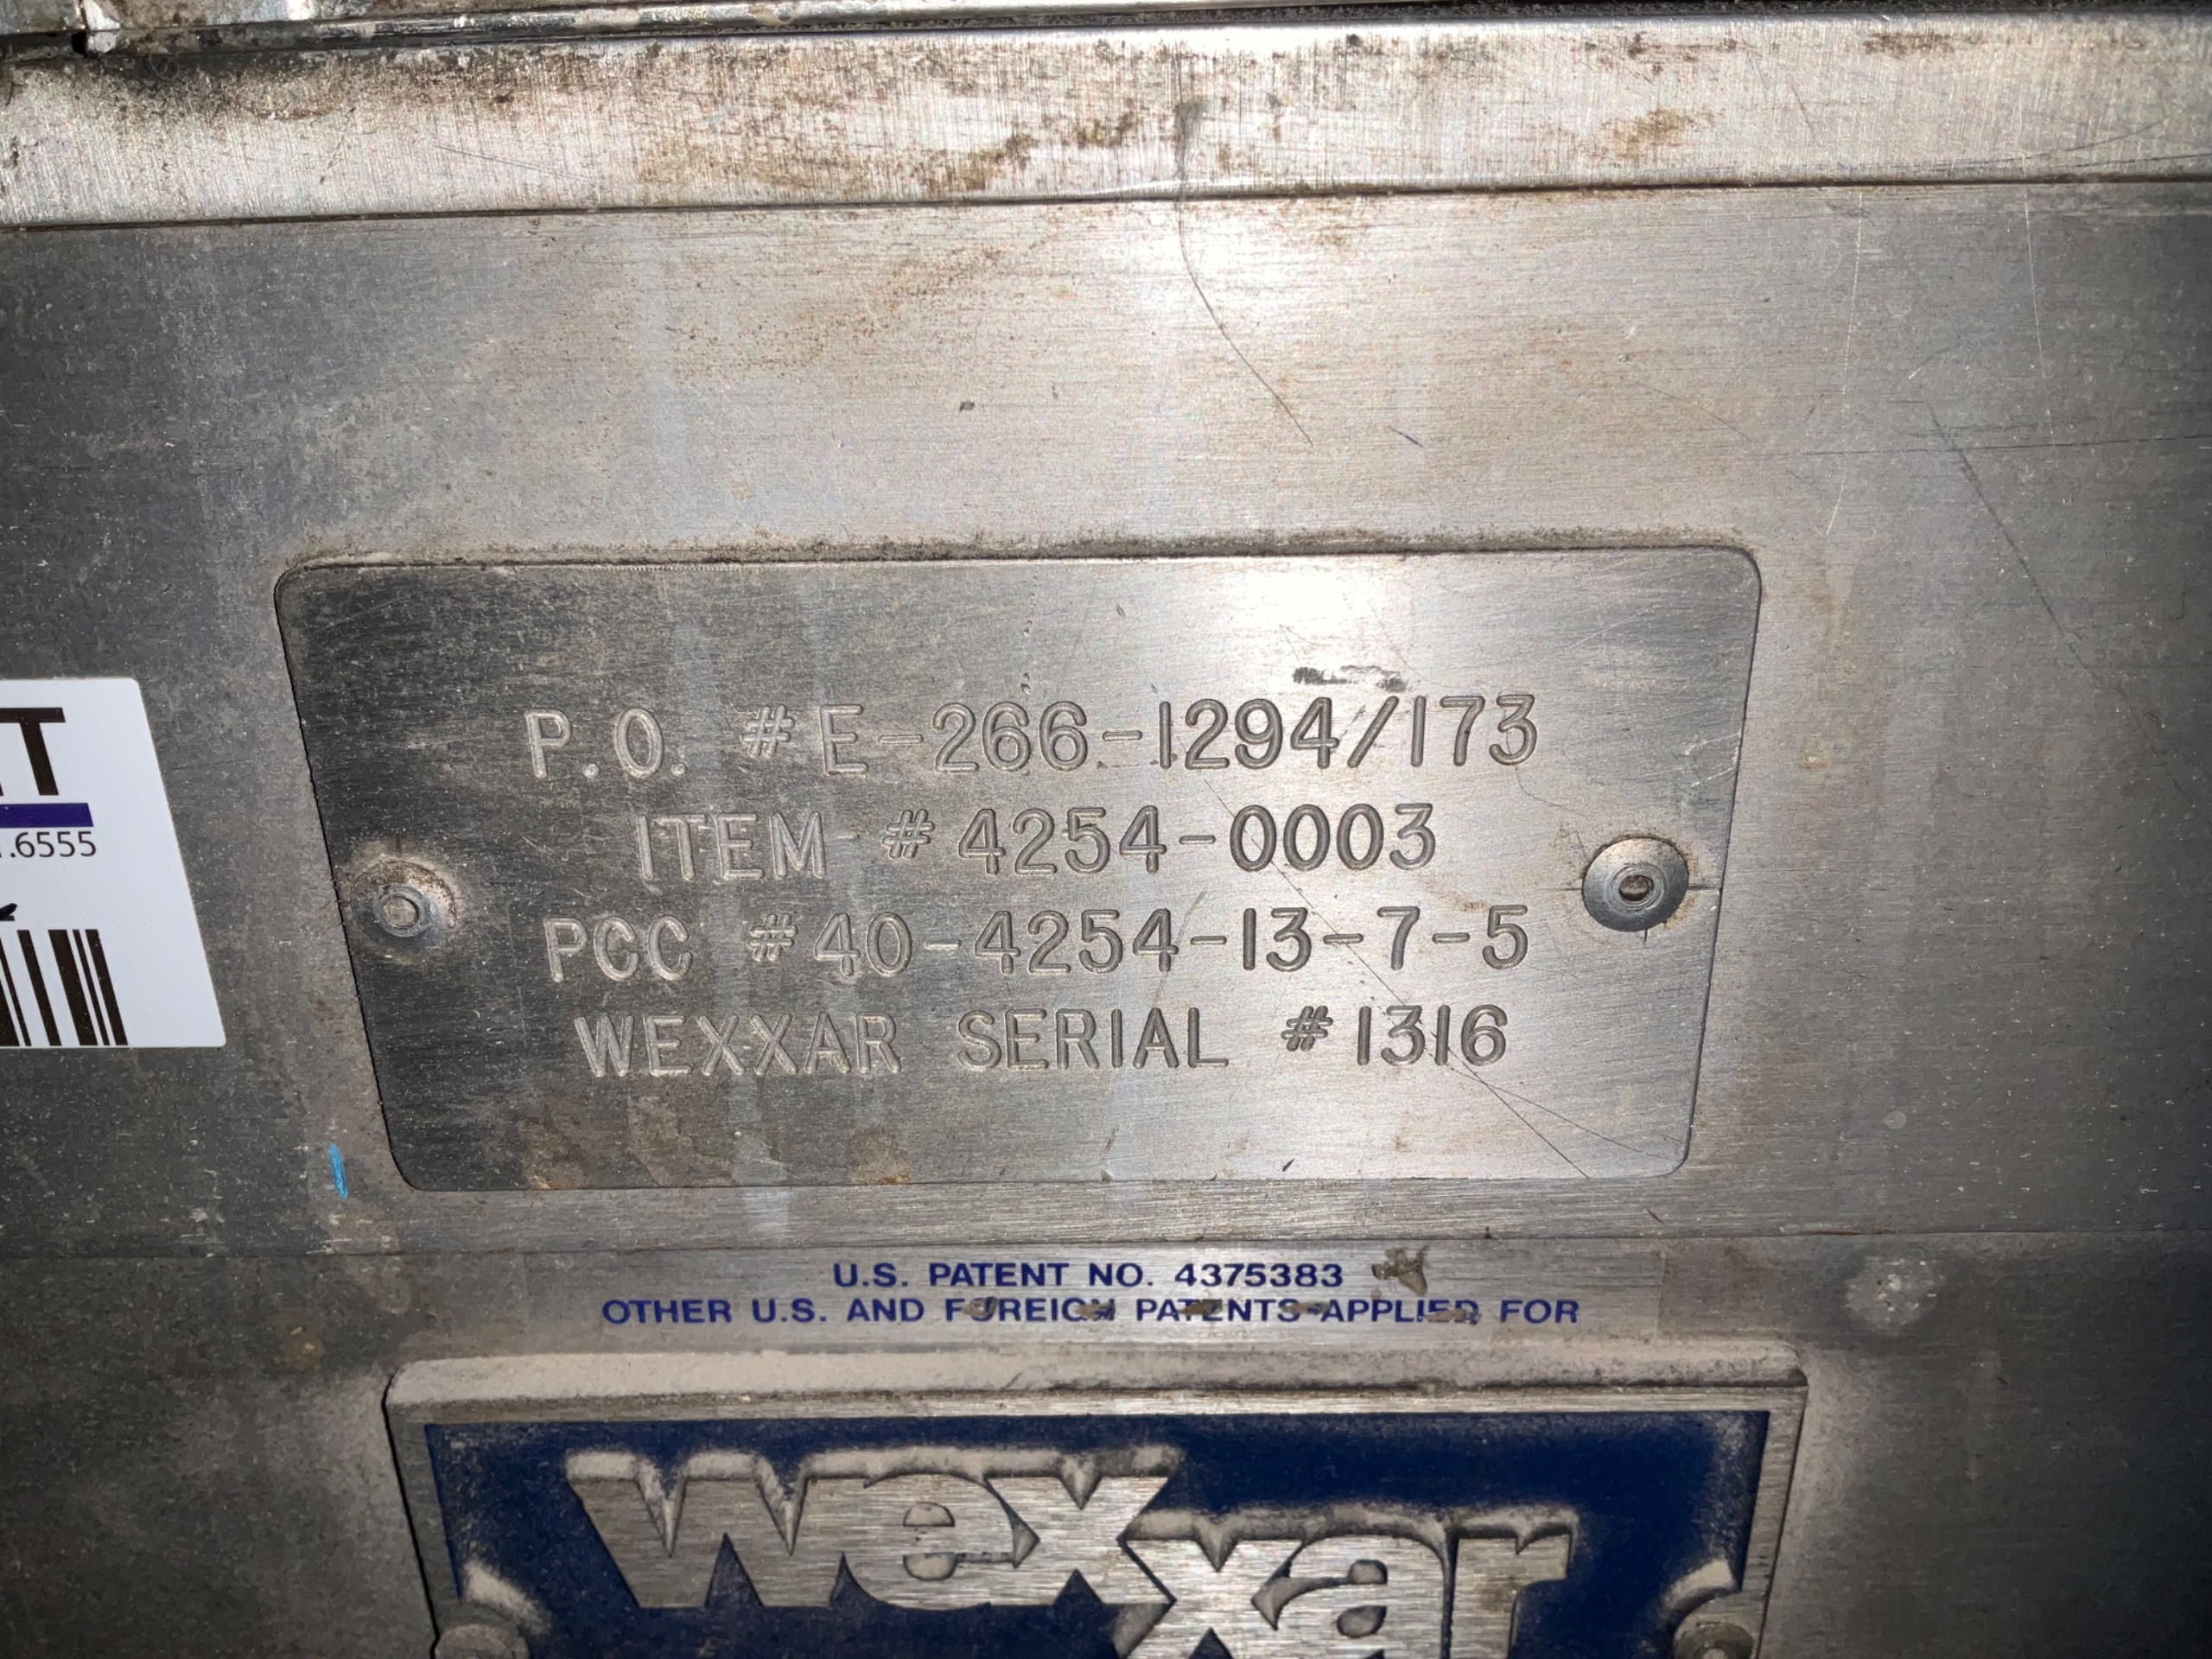 P.O. #E-266-1294/173
ITEM #4254-0003
PCC #40-4254-13-7-5
WEXXAR SERIAL #1316
.6555
U.S. PATENT NO. 4375383
OTHER U.S. AND FOREIGN PATENTS APPLIED FOR
wexxar